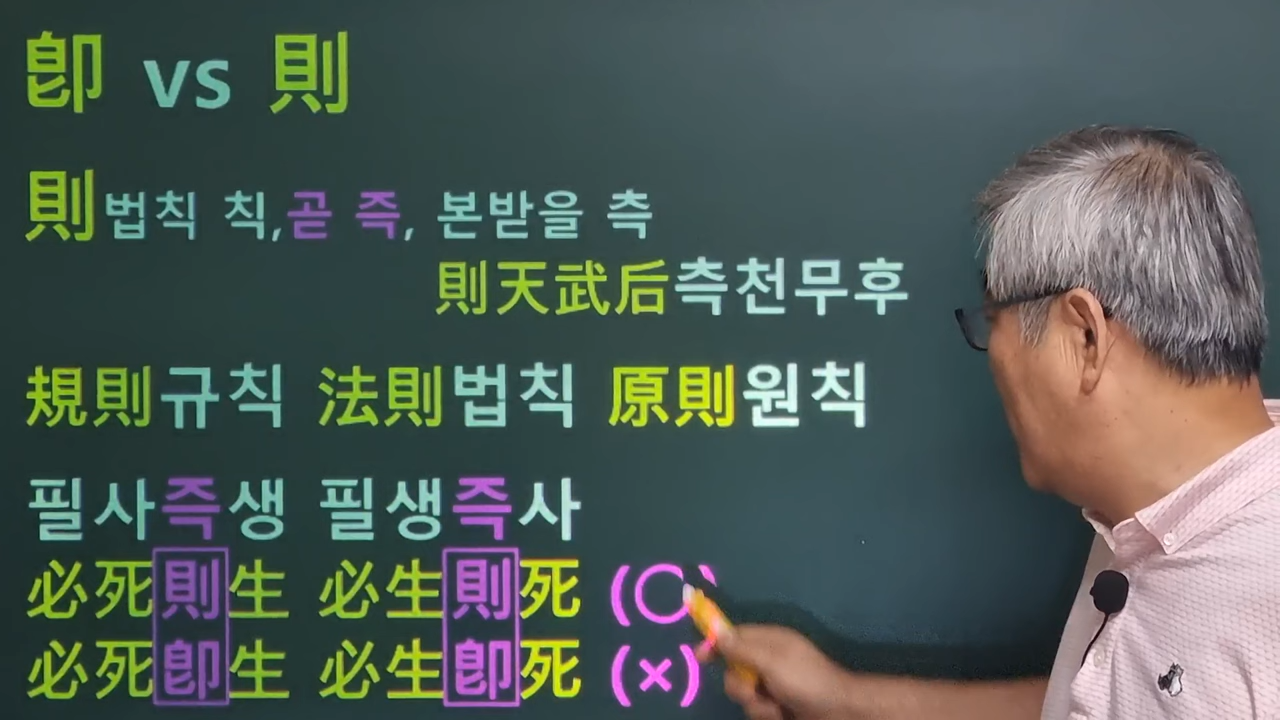 卽 vs 則
則법칙 칙,곧 즉, 본받을 측
則天武后측천무후
規則규칙 法則법칙 原則원칙
필사즉생 필생즉사
必死則生 必生則死 (○)
必死卽生 必生卽死 (×)